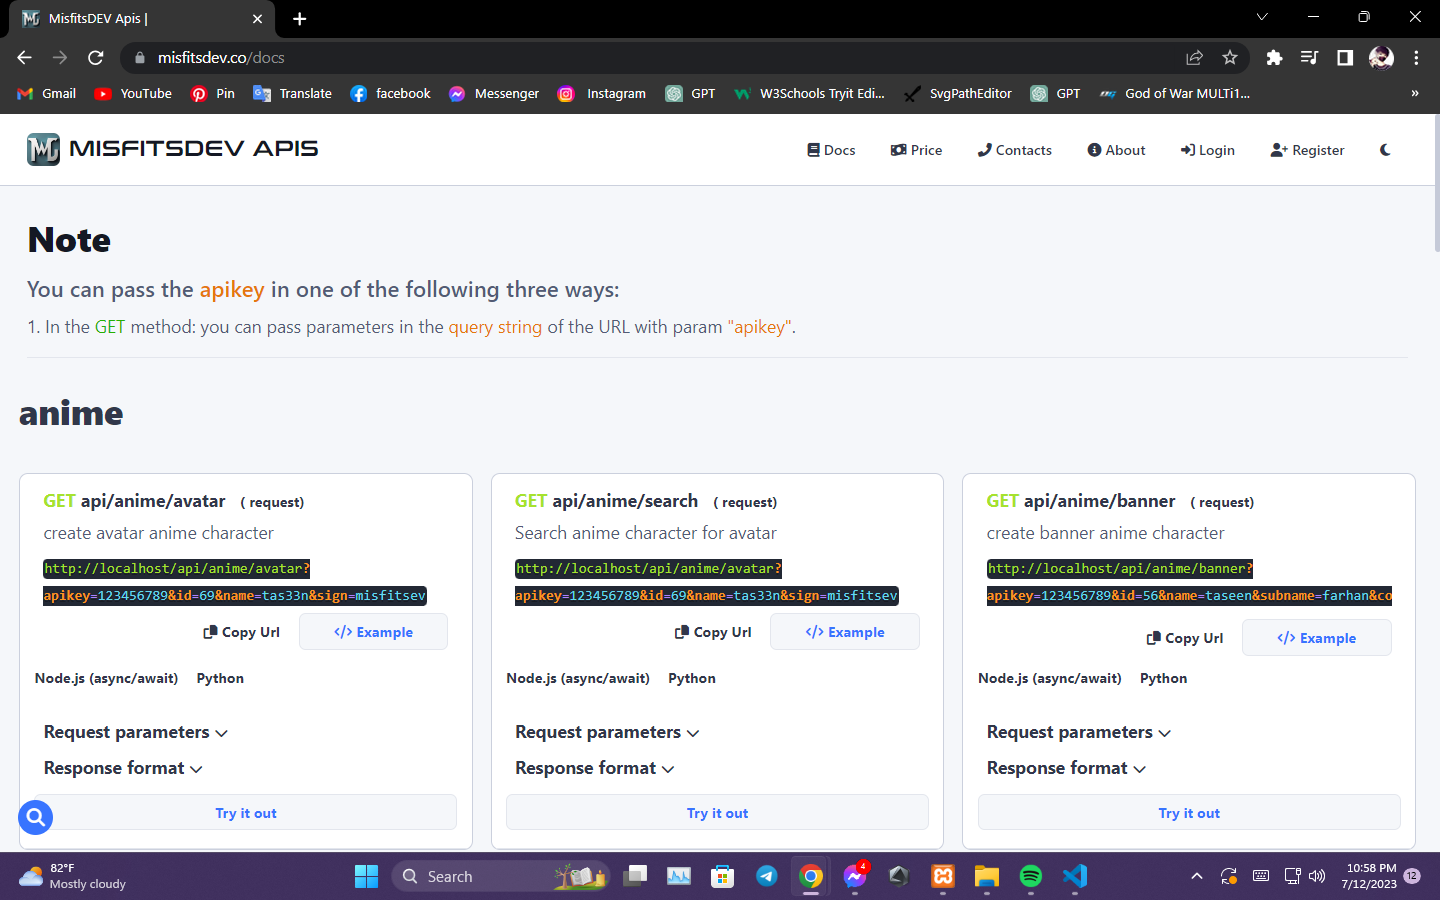 MisfitsDEV Apis |
misfitsdev.co/docs
Gmail
YouTube
Pin
Translate
facebook
Messenger
Instagram
GPT
W3Schools Tryit Edi...
SvgPathEditor
GPT
God of War MULTi1...
»
MISFITSDEV APIS
Docs
Price
Contacts
About
Login
Register
Note
You can pass the apikey in one of the following three ways:
1. In the GET method: you can pass parameters in the query string of the URL with param "apikey".
anime
GET api/anime/avatar ( request)
create avatar anime character
http://localhost/api/anime/avatar?
apikey=123456789&id=69&name=tas33n&sign=misfitsev
Copy Url
</> Example
Node.js (async/await) Python
Request parameters
Response format
Try it out
GET api/anime/search ( request)
Search anime character for avatar
http://localhost/api/anime/avatar?
apikey=123456789&id=69&name=tas33n&sign=misfitsev
Copy Url
</> Example
Node.js (async/await) Python
Request parameters
Response format
Try it out
GET api/anime/banner ( request)
create banner anime character
http://localhost/api/anime/banner?
apikey=123456789&id=56&name=taseen&subname=farhan&co
Copy Url
</> Example
Node.js (async/await) Python
Request parameters
Response format
Try it out
82°F
Mostly cloudy
Search
4
10:58 PM
7/12/2023
12